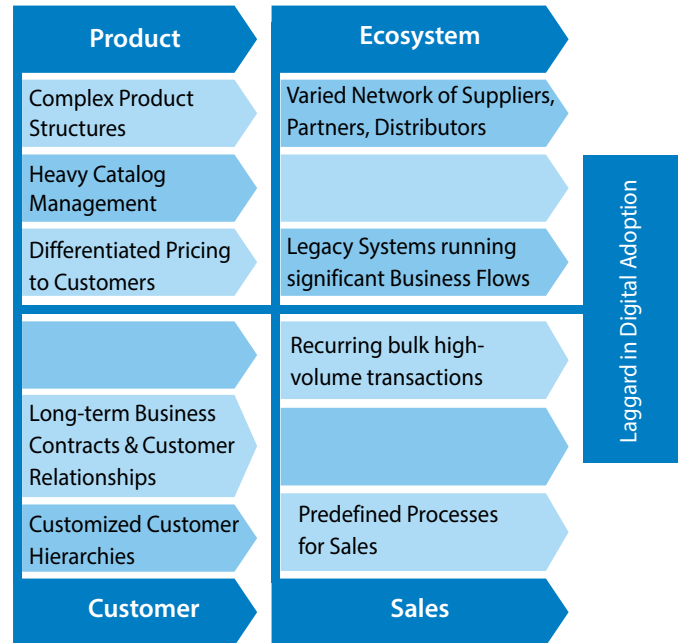 Product
Complex Product
Structures
Heavy Catalog
Management
Differentiated Pricing
to Customers
Ecosystem
Varied Network of Suppliers,
Partners, Distributors
Legacy Systems running
significant Business Flows
Long-term Business
Contracts & Customer
Relationships
Customized Customer
Hierarchies
Customer
Recurring bulk high-
volume transactions
Predefined Processes
for Sales
Sales
Laggard in Digital Adoption